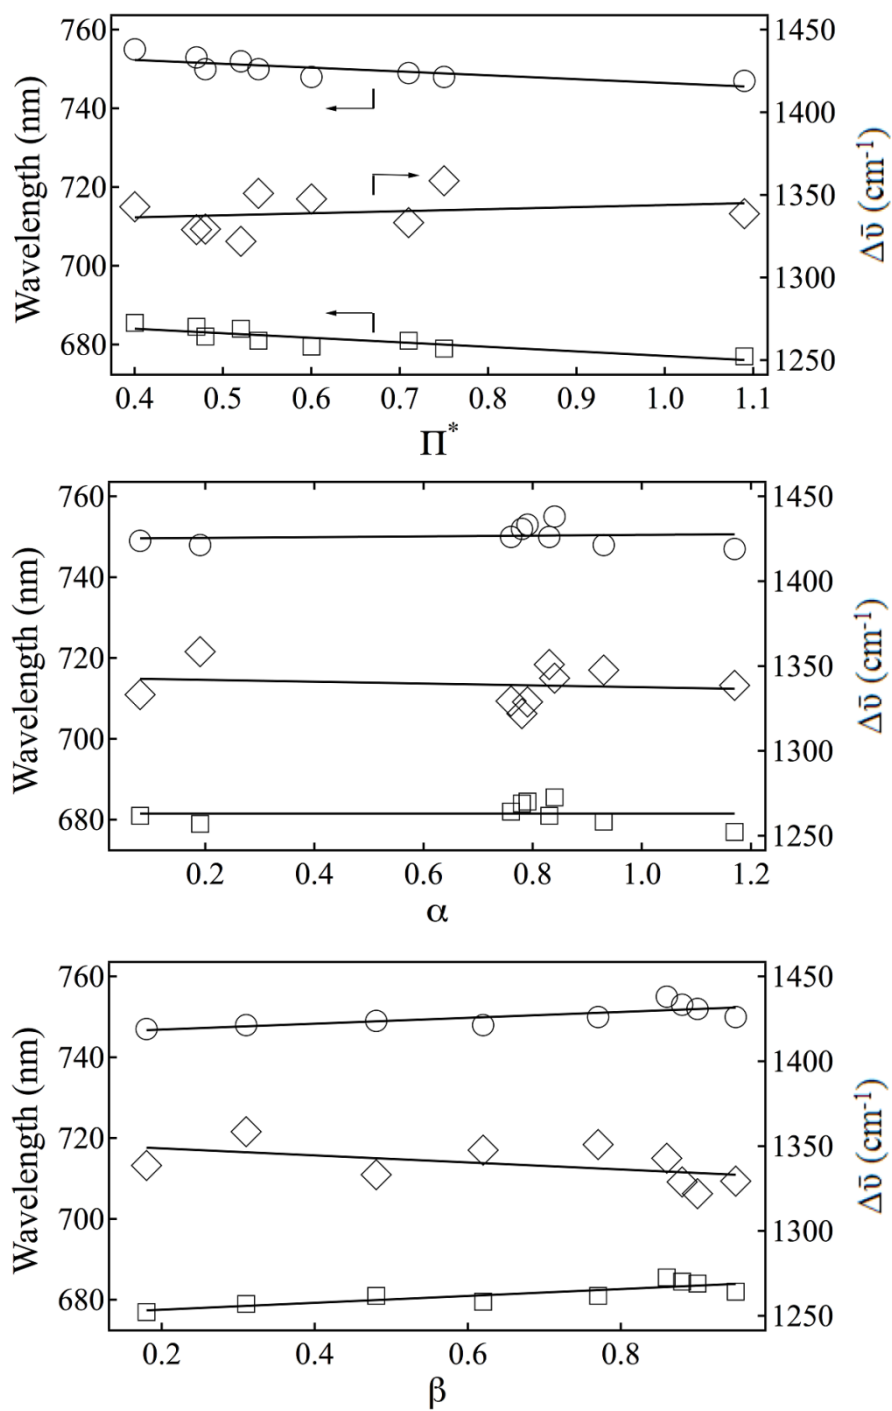 760 1450
740 1400
720 1350
700 1300
680 1250
Wavelength (nm)
Δῡ (cm⁻¹)
0.4 0.5 0.6 0.7 0.8 0.9 1.0 1.1
Π*
760 1450
740 1400
720 1350
700 1300
680 1250
Wavelength (nm)
Δῡ (cm⁻¹)
0.2 0.4 0.6 0.8 1.0 1.2
α
760 1450
740 1400
720 1350
700 1300
680 1250
Wavelength (nm)
Δῡ (cm⁻¹)
0.2 0.4 0.6 0.8
β